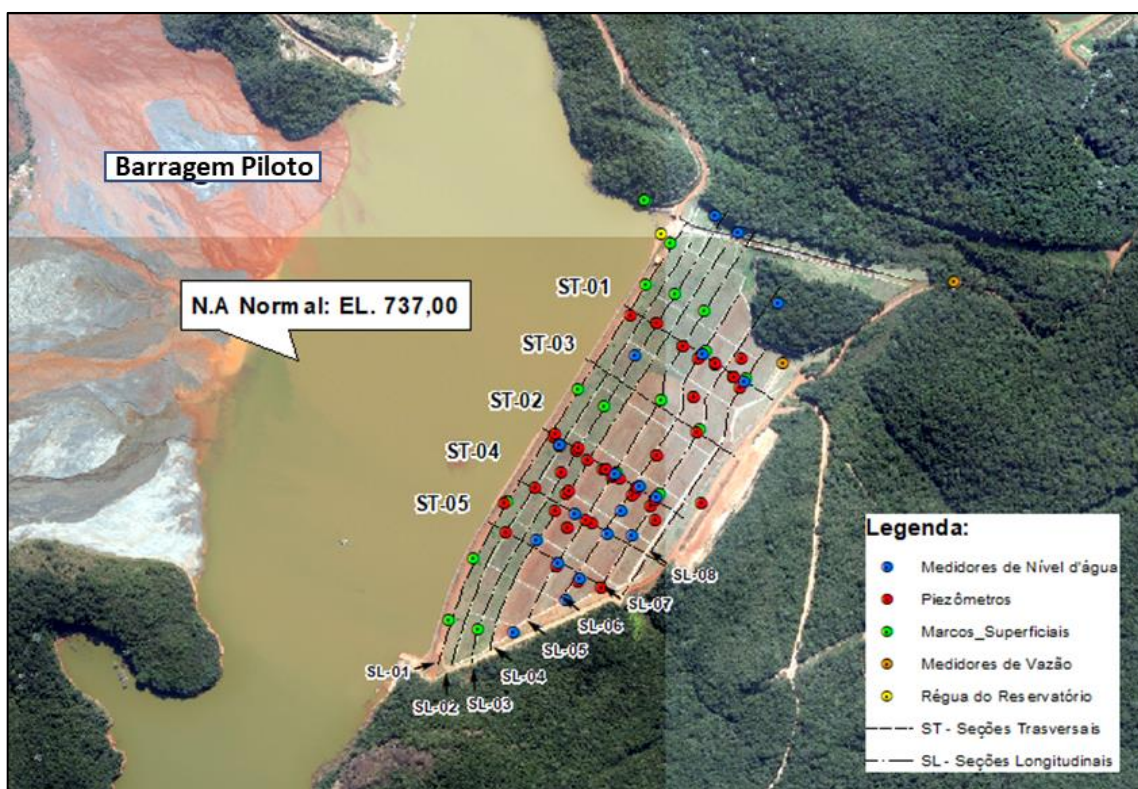 Barragem Piloto
N.A Normal: EL. 737,00
ST-01
ST-03
ST-02
ST-04
ST-05
SL-08
SL-07
SL-06
SL-05
SL-04
SL-01
SL-02
SL-03
Legenda:
Medidores de Nível d'água
Piezômetros
Marcos_Superficiais
Medidores de Vazão
Régua do Reservatório
ST - Seções Trasversais
SL - Seções Longitudinais